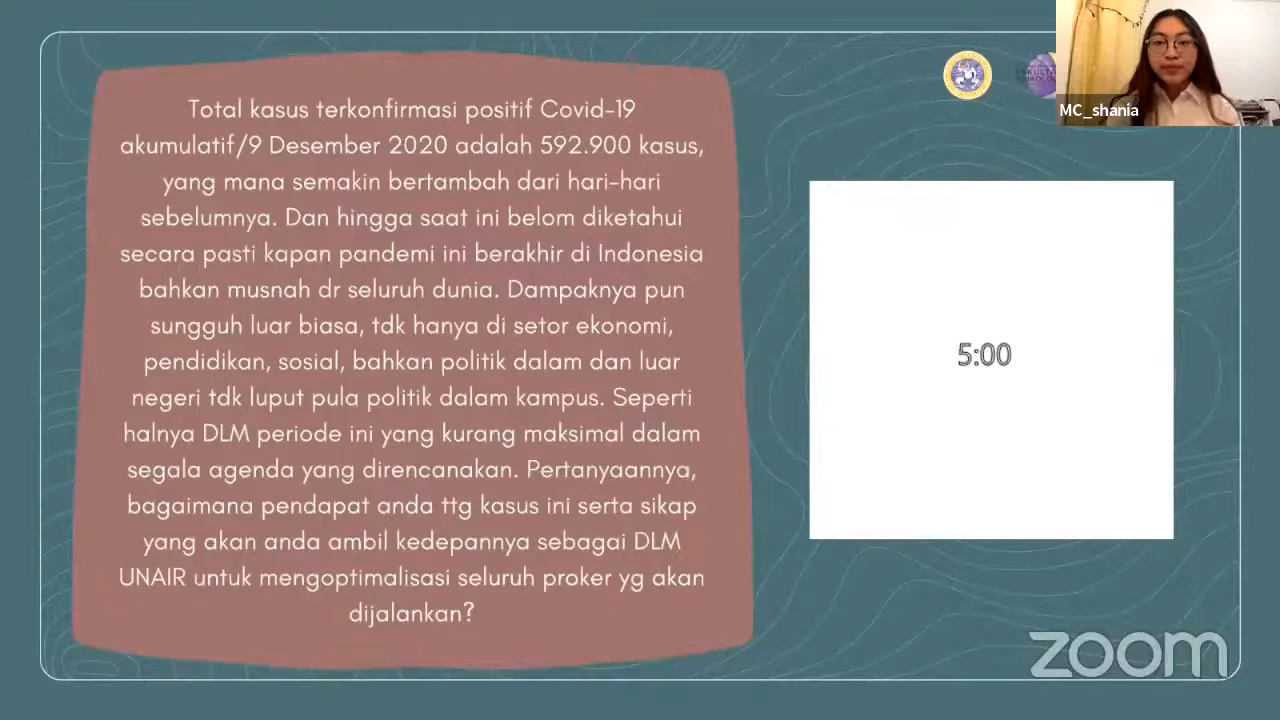 Total kasus terkonfirmasi positif Covid-19
akumulatif/9 Desember 2020 adalah 592.900 kasus,
yang mana semakin bertambah dari hari-hari
sebelumnya. Dan hingga saat ini belom diketahui
secara pasti kapan pandemi ini berakhir di Indonesia
bahkan musnah dr seluruh dunia. Dampaknya pun
sungguh luar biasa, tdk hanya di setor ekonomi,
pendidikan, sosial, bahkan politik dalam dan luar
negeri tdk luput pula politik dalam kampus. Seperti
halnya DLM periode ini yang kurang maksimal dalam
segala agenda yang direncanakan. Pertanyaannya,
bagaimana pendapat anda ttg kasus ini serta sikap
yang akan anda ambil kedepannya sebagai DLM
UNAIR untuk mengoptimalisasi seluruh proker yg akan
dijalankan?
MC_shania
5:00
zoom